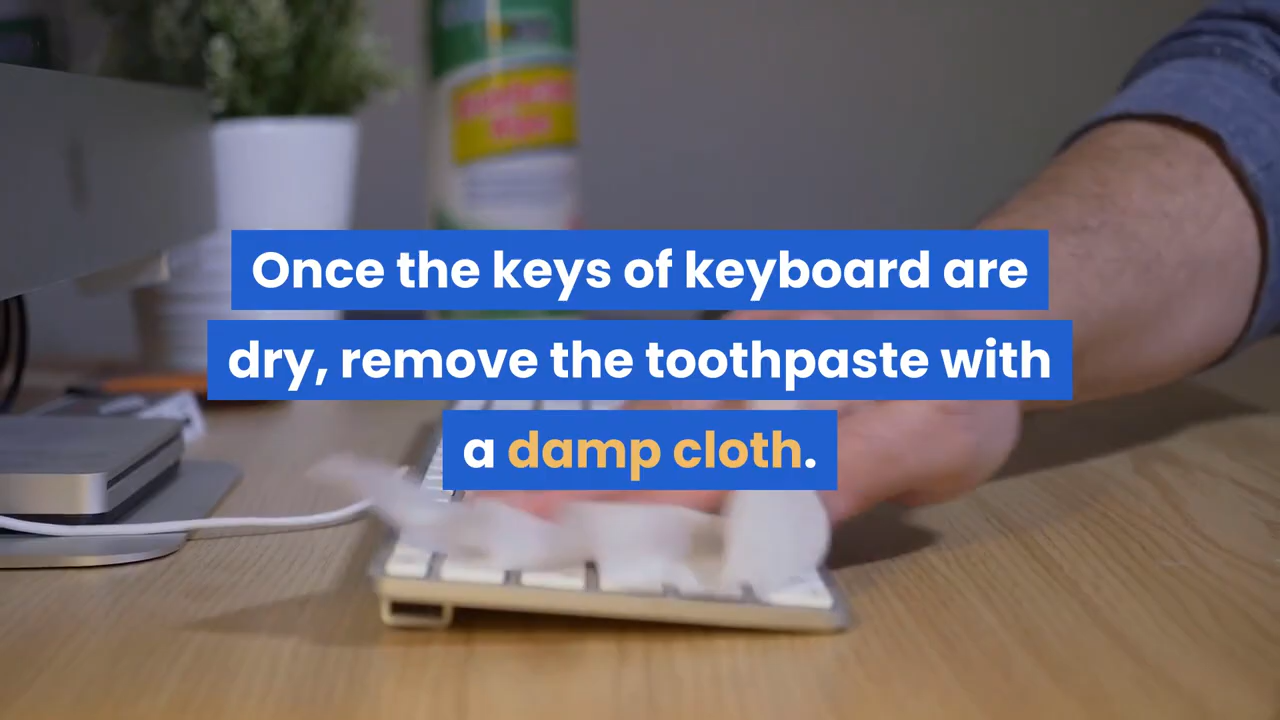 Once the keys of keyboard are
dry, remove the toothpaste with
a damp cloth.